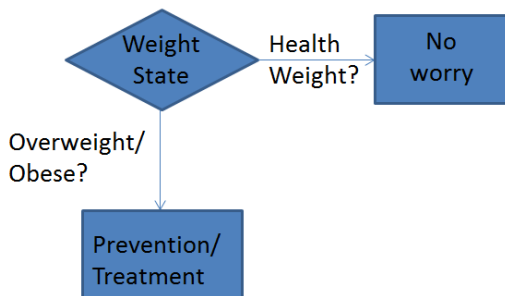 Weight
State
Health
Weight?
No
worry
Overweight/
Obese?
Prevention/
Treatment